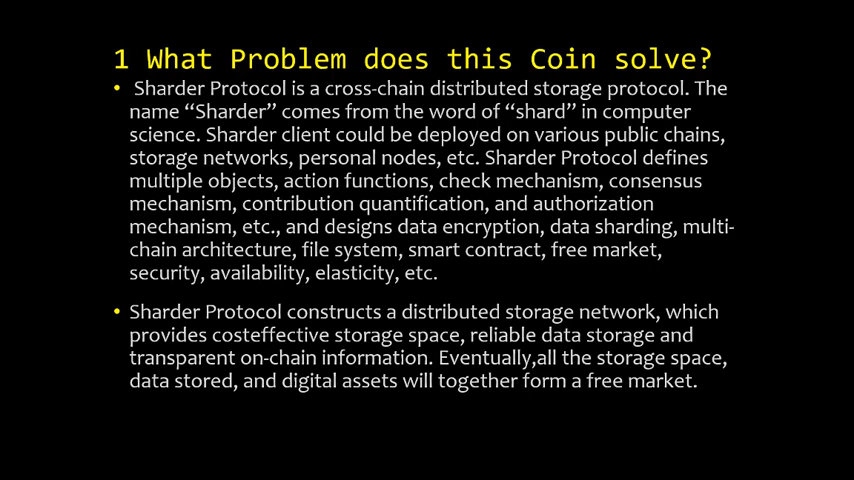 1 What Problem does this Coin solve?
• Sharder Protocol is a cross-chain distributed storage protocol. The
name “Sharder” comes from the word of “shard” in computer
science. Sharder client could be deployed on various public chains,
storage networks, personal nodes, etc. Sharder Protocol defines
multiple objects, action functions, check mechanism, consensus
mechanism, contribution quantification, and authorization
mechanism, etc., and designs data encryption, data sharding, multi-
chain architecture, file system, smart contract, free market,
security, availability, elasticity, etc.
• Sharder Protocol constructs a distributed storage network, which
provides costeffective storage space, reliable data storage and
transparent on-chain information. Eventually,all the storage space,
data stored, and digital assets will together form a free market.